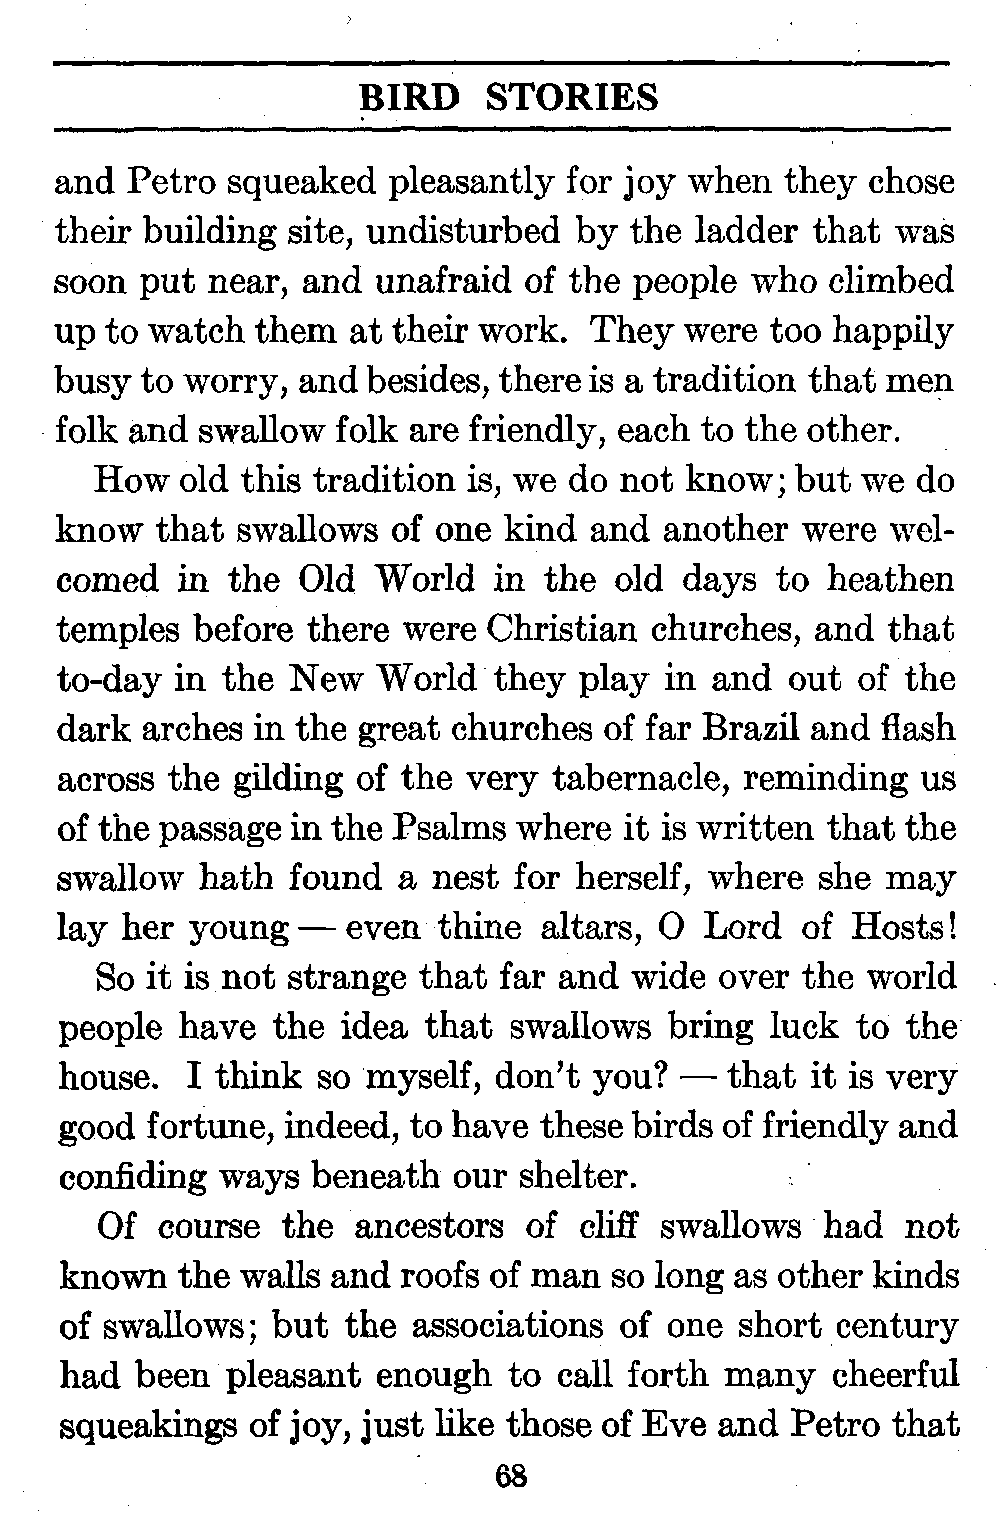 BIRD STORIES
and Petro squeaked pleasantly for joy when they chose
their building site, undisturbed by the ladder that was
soon put near, and unafraid of the people who climbed
up to watch them at their work. They were too happily
busy to worry, and besides, there is a tradition that men
folk and swallow folk are friendly, each to the other.
How old this tradition is, we do not know; but we do
know that swallows of one kind and another were wel-
comed in the Old World in the old days to heathen
temples before there were Christian churches, and that
to-day in the New World they play in and out of the
dark arches in the great churches of far Brazil and flash
across the gilding of the very tabernacle, reminding us
of the passage in the Psalms where it is written that the
swallow hath found a nest for herself, where she may
lay her young — even thine altars, O Lord of Hosts!
So it is not strange that far and wide over the world
people have the idea that swallows bring luck to the
house. I think so myself, don't you? — that it is very
good fortune, indeed, to have these birds of friendly and
confiding ways beneath our shelter.
Of course the ancestors of cliff swallows had not
known the walls and roofs of man so long as other kinds
of swallows; but the associations of one short century
had been pleasant enough to call forth many cheerful
squeakings of joy, just like those of Eve and Petro that
68